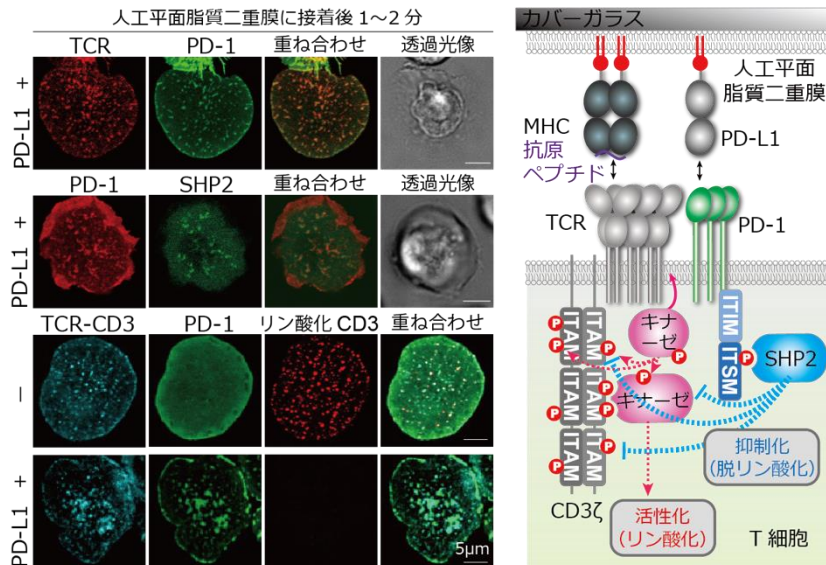 人工平面脂質二重膜に接着後 1～2 分
TCR PD-1 重ね合わせ 透過光像
PD-L1 +
PD-1 SHP2 重ね合わせ 透過光像
PD-L1 +
TCR-CD3 PD-1 リン酸化 CD3 重ね合わせ
－
PD-L1 +
5μm
カバーガラス
人工平面
脂質二重膜
MHC
抗原
ペプチド
PD-L1
TCR
PD-1
ITAM
ITAM
ITAM
ITAM
ITAM
ITAM
P
P
P
P
P
P
P
P
P
P
P
キナ
ーゼ
キナーゼ
ITIM
ITSM
SHP2
抑制化
(脱リン酸化)
CD3ζ
活性化
(リン酸化)
T 細胞